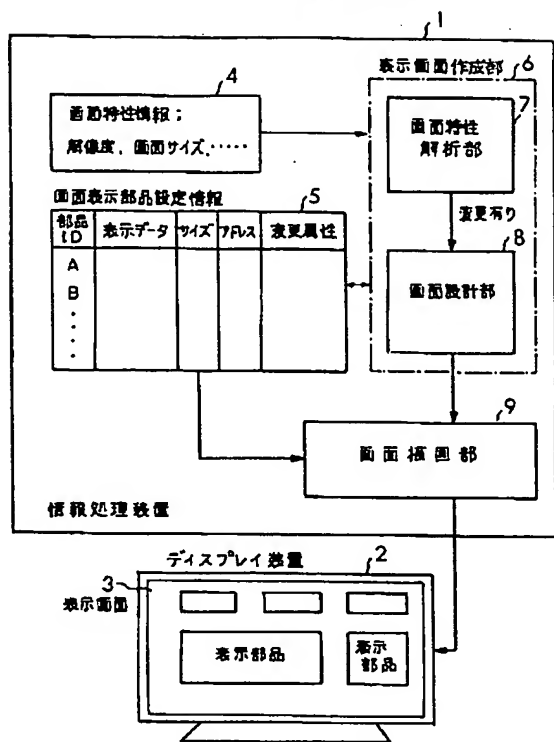 1
表示画面作成部
6
4
画面特性情報;
解像度、画面サイズ、・・・・・
7
画面特性
解析部
変更有り
画面表示部品設定情報
5
部品
ID
表示データ
サイズ
アドレス
変更属性
A
B
8
画面設計部
9
画面描画部
情報処理装置
ディスプレイ装置
2
3
表示画面
表示部品
表示
部品